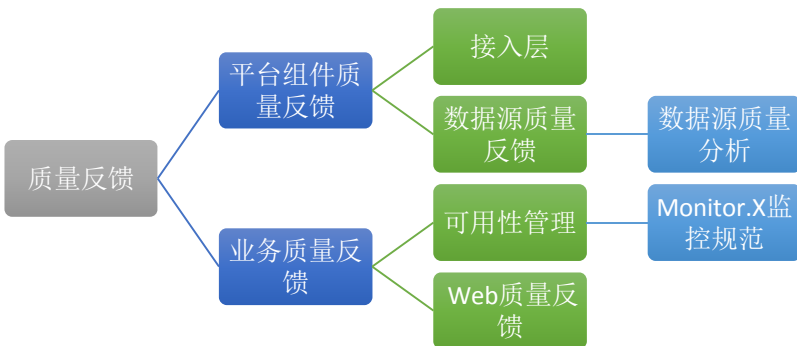 质量反馈
平台组件质
量反馈
接入层
数据源质量
反馈
数据源质量
分析
业务质量反
馈
可用性管理
Monitor.X监
控规范
Web质量反
馈